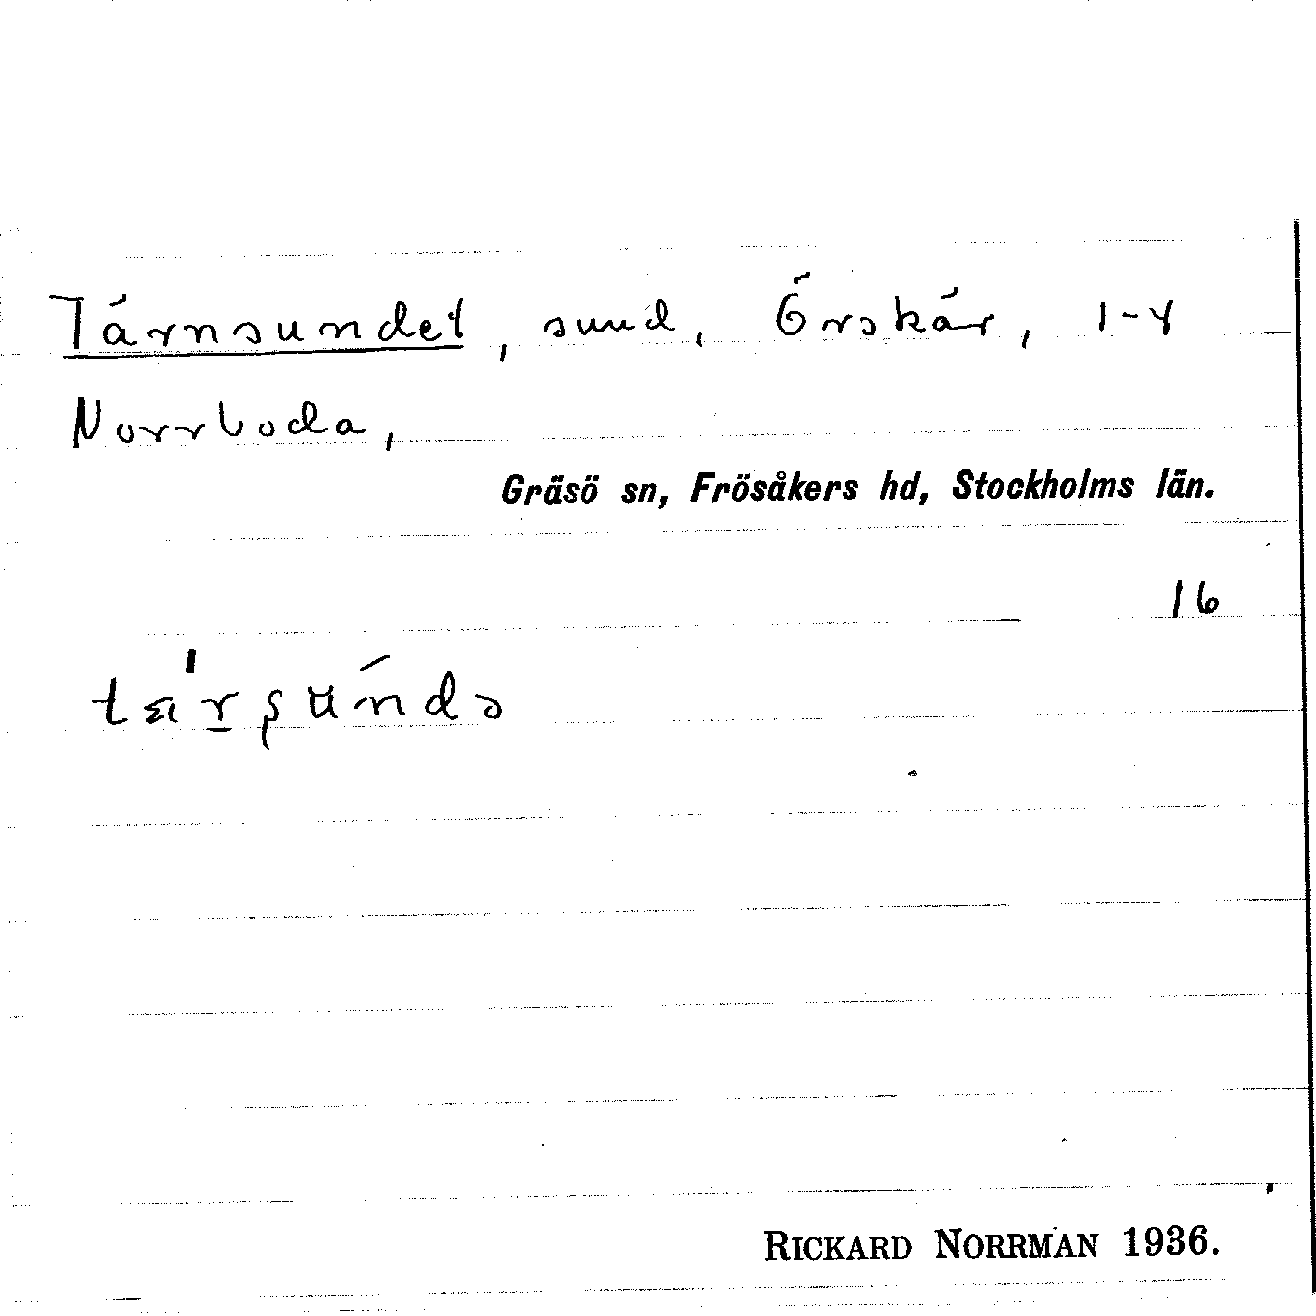 Tärnsundet, sund, Örskär, 1-4
Norrboda,
Gräsö sn, Frösåkers hd, Stockholms län.
16
RICKARD NORRMAN 1936.